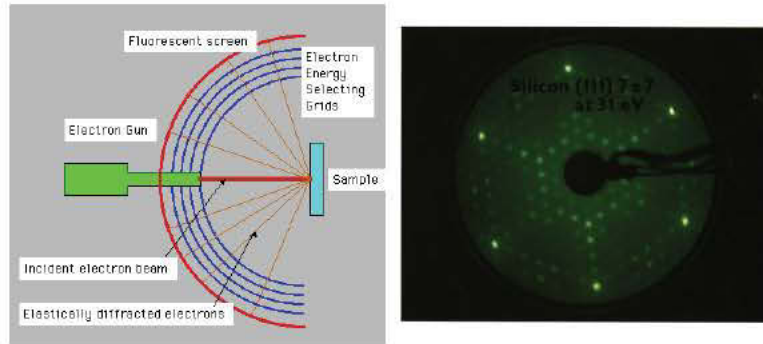 Fluorescent screen
Electron
Energy
Selecting
Grids
Electron Gun
Sample
Incident electron beam
Elastically diffracted electrons
Silicon (111) 7 x 7
at 31 eV